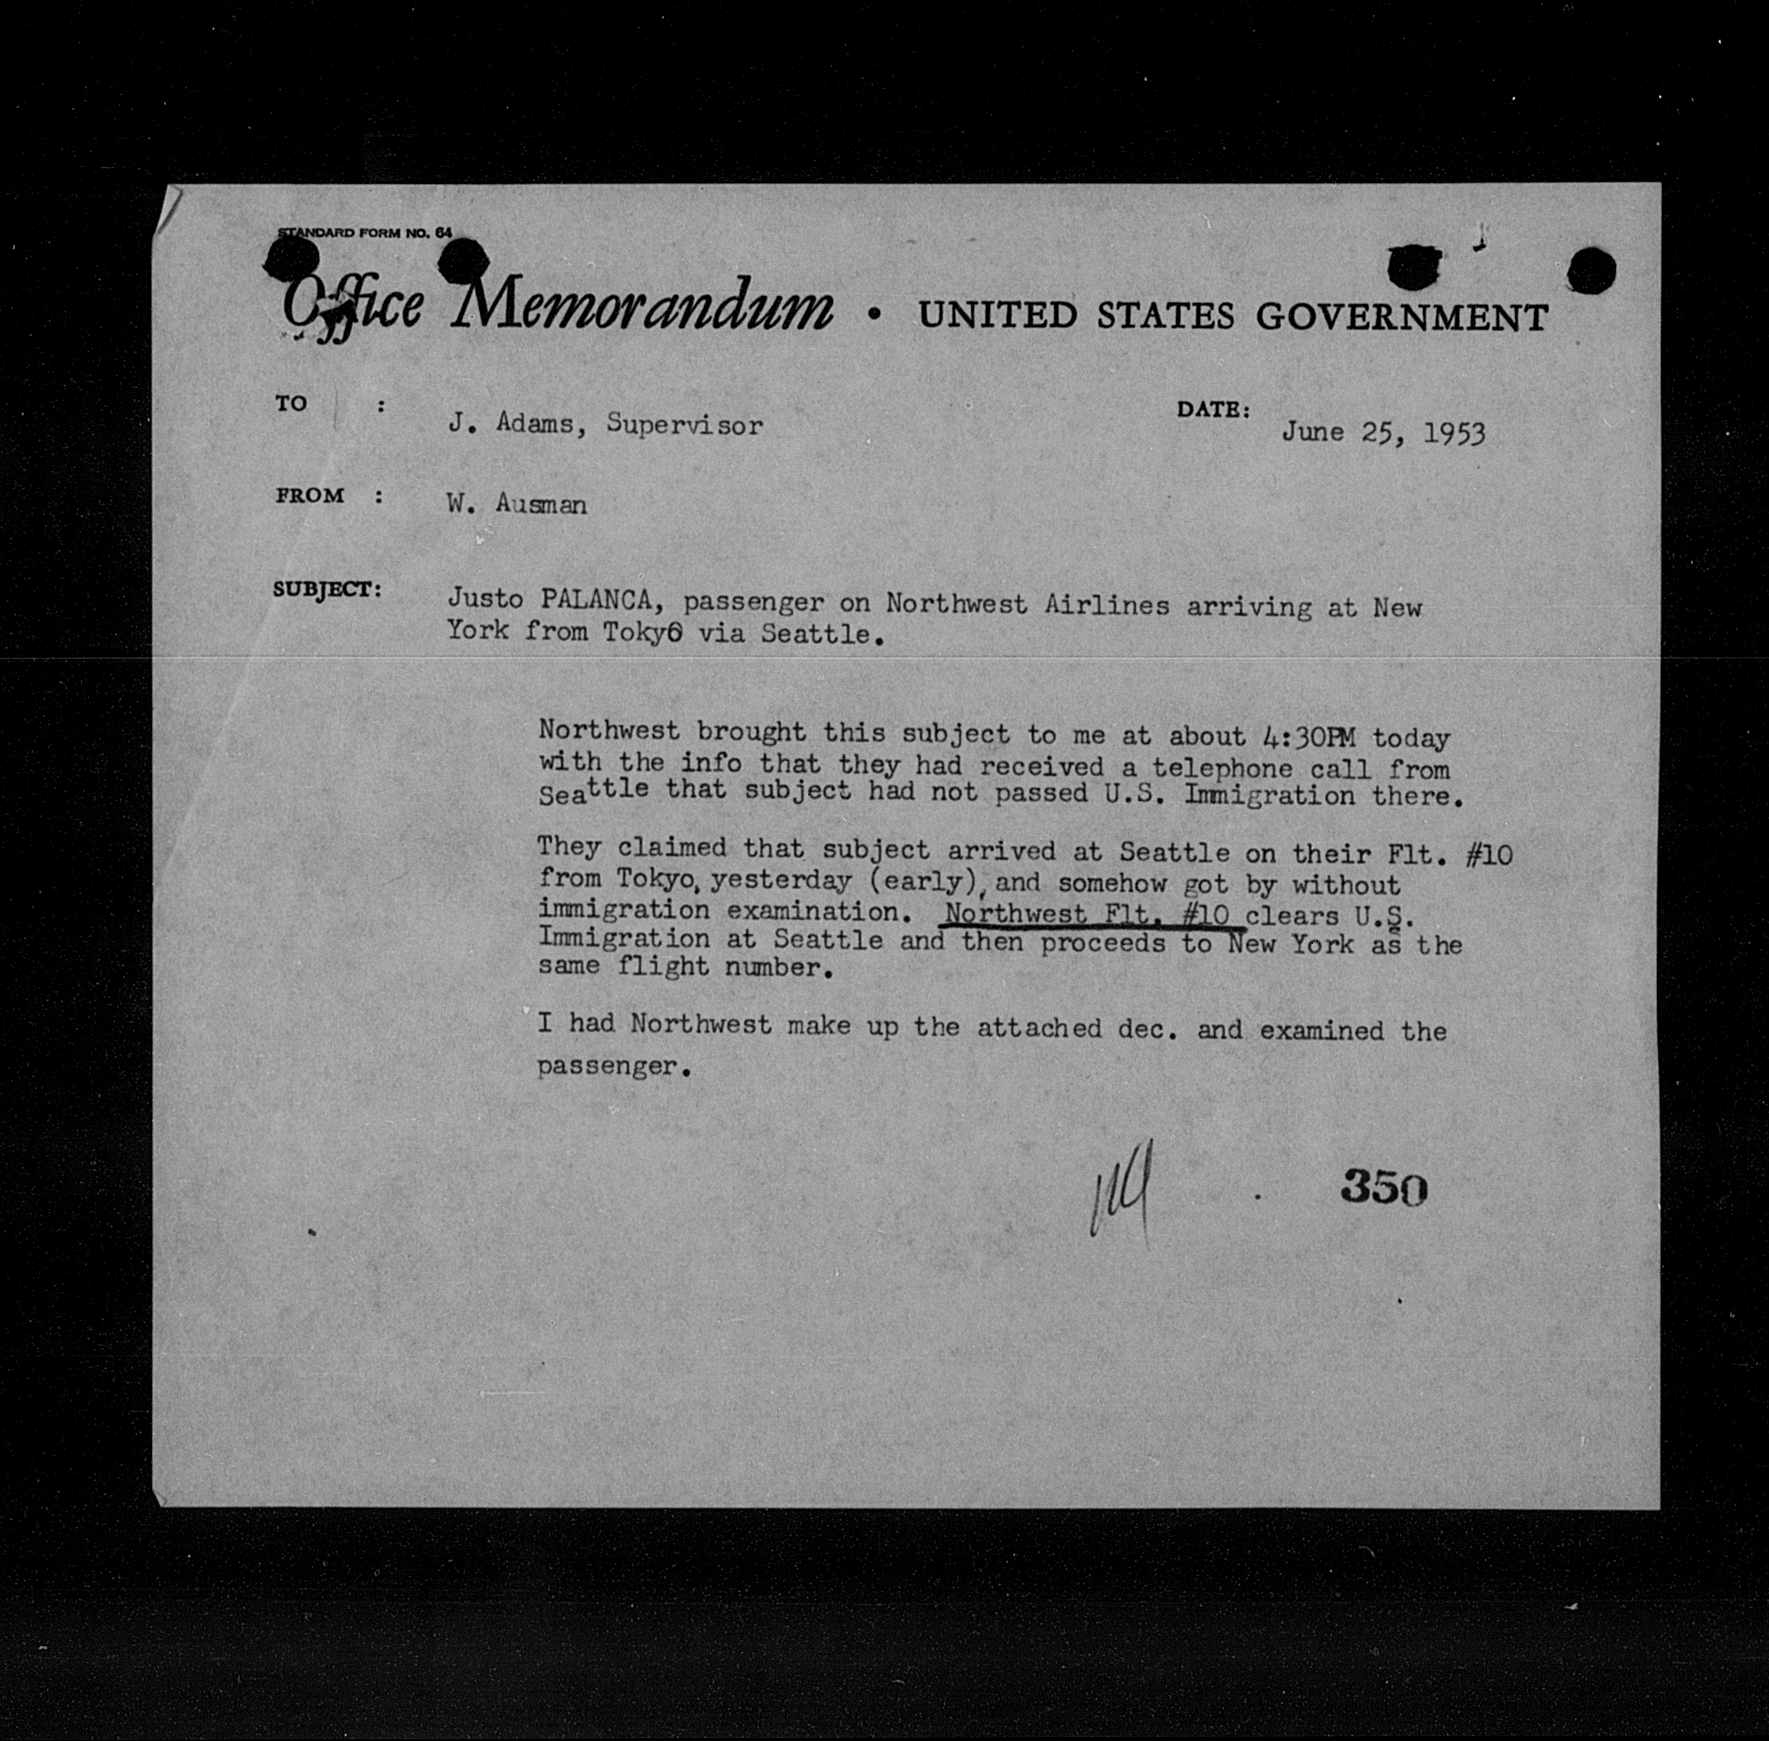 STANDARD FORM NO. 64
Office Memorandum • UNITED STATES GOVERNMENT
TO : J. Adams, Supervisor DATE: June 25, 1953
FROM : W. Ausman
SUBJECT: Justo PALANCA, passenger on Northwest Airlines arriving at New
York from Tokyo via Seattle.
Northwest brought this subject to me at about 4:30PM today
with the info that they had received a telephone call from
Seattle that subject had not passed U.S. Immigration there.
They claimed that subject arrived at Seattle on their Flt. #10
from Tokyo, yesterday (early), and somehow got by without
immigration examination. Northwest Flt. #10 clears U.S.
Immigration at Seattle and then proceeds to New York as the
same flight number.
I had Northwest make up the attached dec. and examined the
passenger.
350